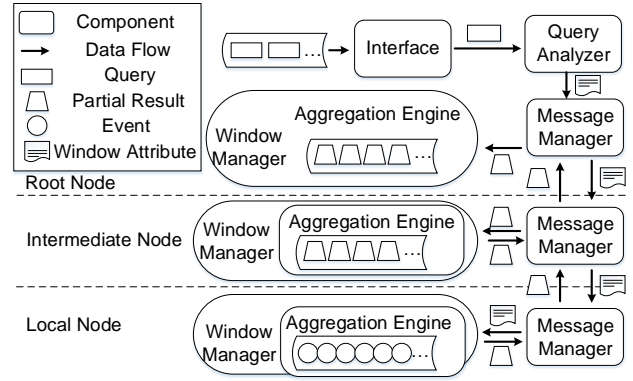 Component
Data Flow
Query
Partial Result
Event
Window Attribute
...
Interface
Query
Analyzer
Aggregation Engine
Window
Manager
...
Message
Manager
Root Node
Intermediate Node
Aggregation Engine
Window
Manager
...
Message
Manager
Local Node
Aggregation Engine
Window
Manager
...
Message
Manager